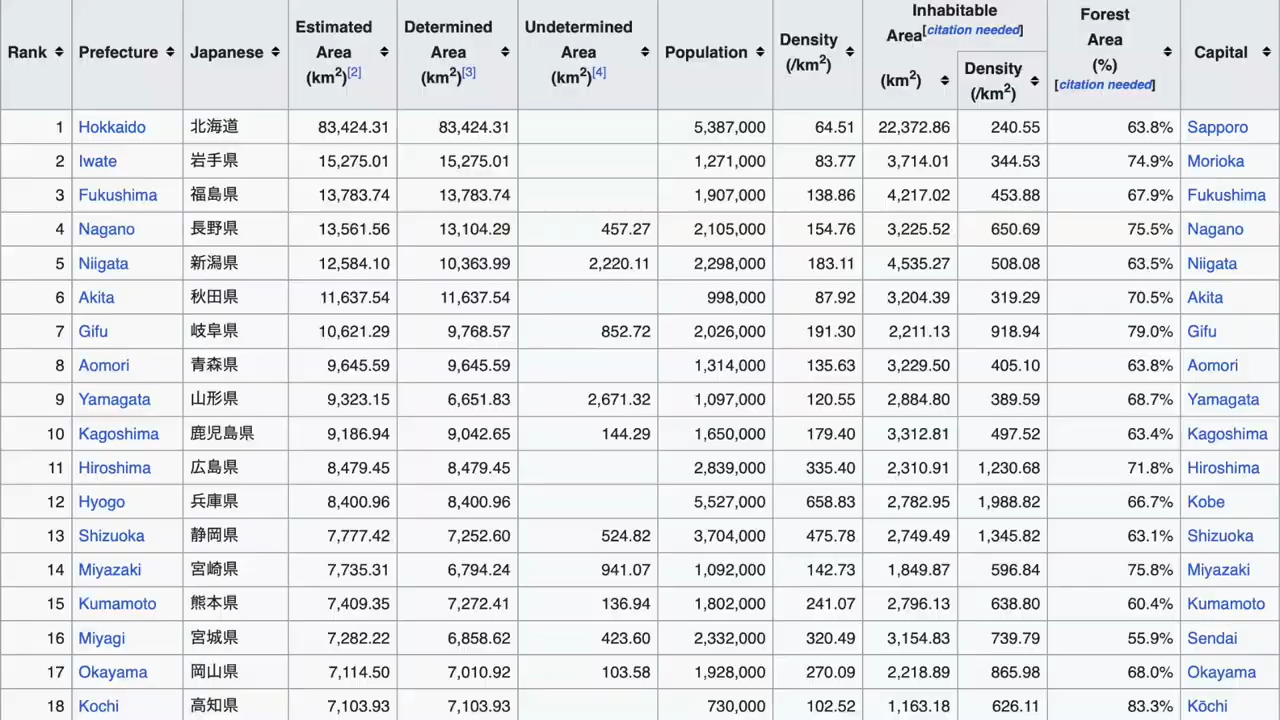 Rank Prefecture Japanese Estimated Area (km²)[2] Determined Area (km²)[3] Undetermined Area (km²)[4] Population Density (/km²) Inhabitable Area[citation needed] (km²) Density (/km²) Forest Area (%) [citation needed] Capital
1 Hokkaido 北海道 83,424.31 83,424.31 5,387,000 64.51 22,372.86 240.55 63.8% Sapporo
2 Iwate 岩手県 15,275.01 15,275.01 1,271,000 83.77 3,714.01 344.53 74.9% Morioka
3 Fukushima 福島県 13,783.74 13,783.74 1,907,000 138.86 4,217.02 453.88 67.9% Fukushima
4 Nagano 長野県 13,561.56 13,104.29 457.27 2,105,000 154.76 3,225.52 650.69 75.5% Nagano
5 Niigata 新潟県 12,584.10 10,363.99 2,220.11 2,298,000 183.11 4,535.27 508.08 63.5% Niigata
6 Akita 秋田県 11,637.54 11,637.54 998,000 87.92 3,204.39 319.29 70.5% Akita
7 Gifu 岐阜県 10,621.29 9,768.57 852.72 2,026,000 191.30 2,211.13 918.94 79.0% Gifu
8 Aomori 青森県 9,645.59 9,645.59 1,314,000 135.63 3,229.50 405.10 63.8% Aomori
9 Yamagata 山形県 9,323.15 6,651.83 2,671.32 1,097,000 120.55 2,884.80 389.59 68.7% Yamagata
10 Kagoshima 鹿児島県 9,186.94 9,042.65 144.29 1,650,000 179.40 3,312.81 497.52 63.4% Kagoshima
11 Hiroshima 広島県 8,479.45 8,479.45 2,839,000 335.40 2,310.91 1,230.68 71.8% Hiroshima
12 Hyogo 兵庫県 8,400.96 8,400.96 5,527,000 658.83 2,782.95 1,988.82 66.7% Kobe
13 Shizuoka 静岡県 7,777.42 7,252.60 524.82 3,704,000 475.78 2,749.49 1,345.82 63.1% Shizuoka
14 Miyazaki 宮崎県 7,735.31 6,794.24 941.07 1,092,000 142.73 1,849.87 596.84 75.8% Miyazaki
15 Kumamoto 熊本県 7,409.35 7,272.41 136.94 1,802,000 241.07 2,796.13 638.80 60.4% Kumamoto
16 Miyagi 宮城県 7,282.22 6,858.62 423.60 2,332,000 320.49 3,154.83 739.79 55.9% Sendai
17 Okayama 岡山県 7,114.50 7,010.92 103.58 1,928,000 270.09 2,218.89 865.98 68.0% Okayama
18 Kochi 高知県 7,103.93 7,103.93 730,000 102.52 1,163.18 626.11 83.3% Kōchi